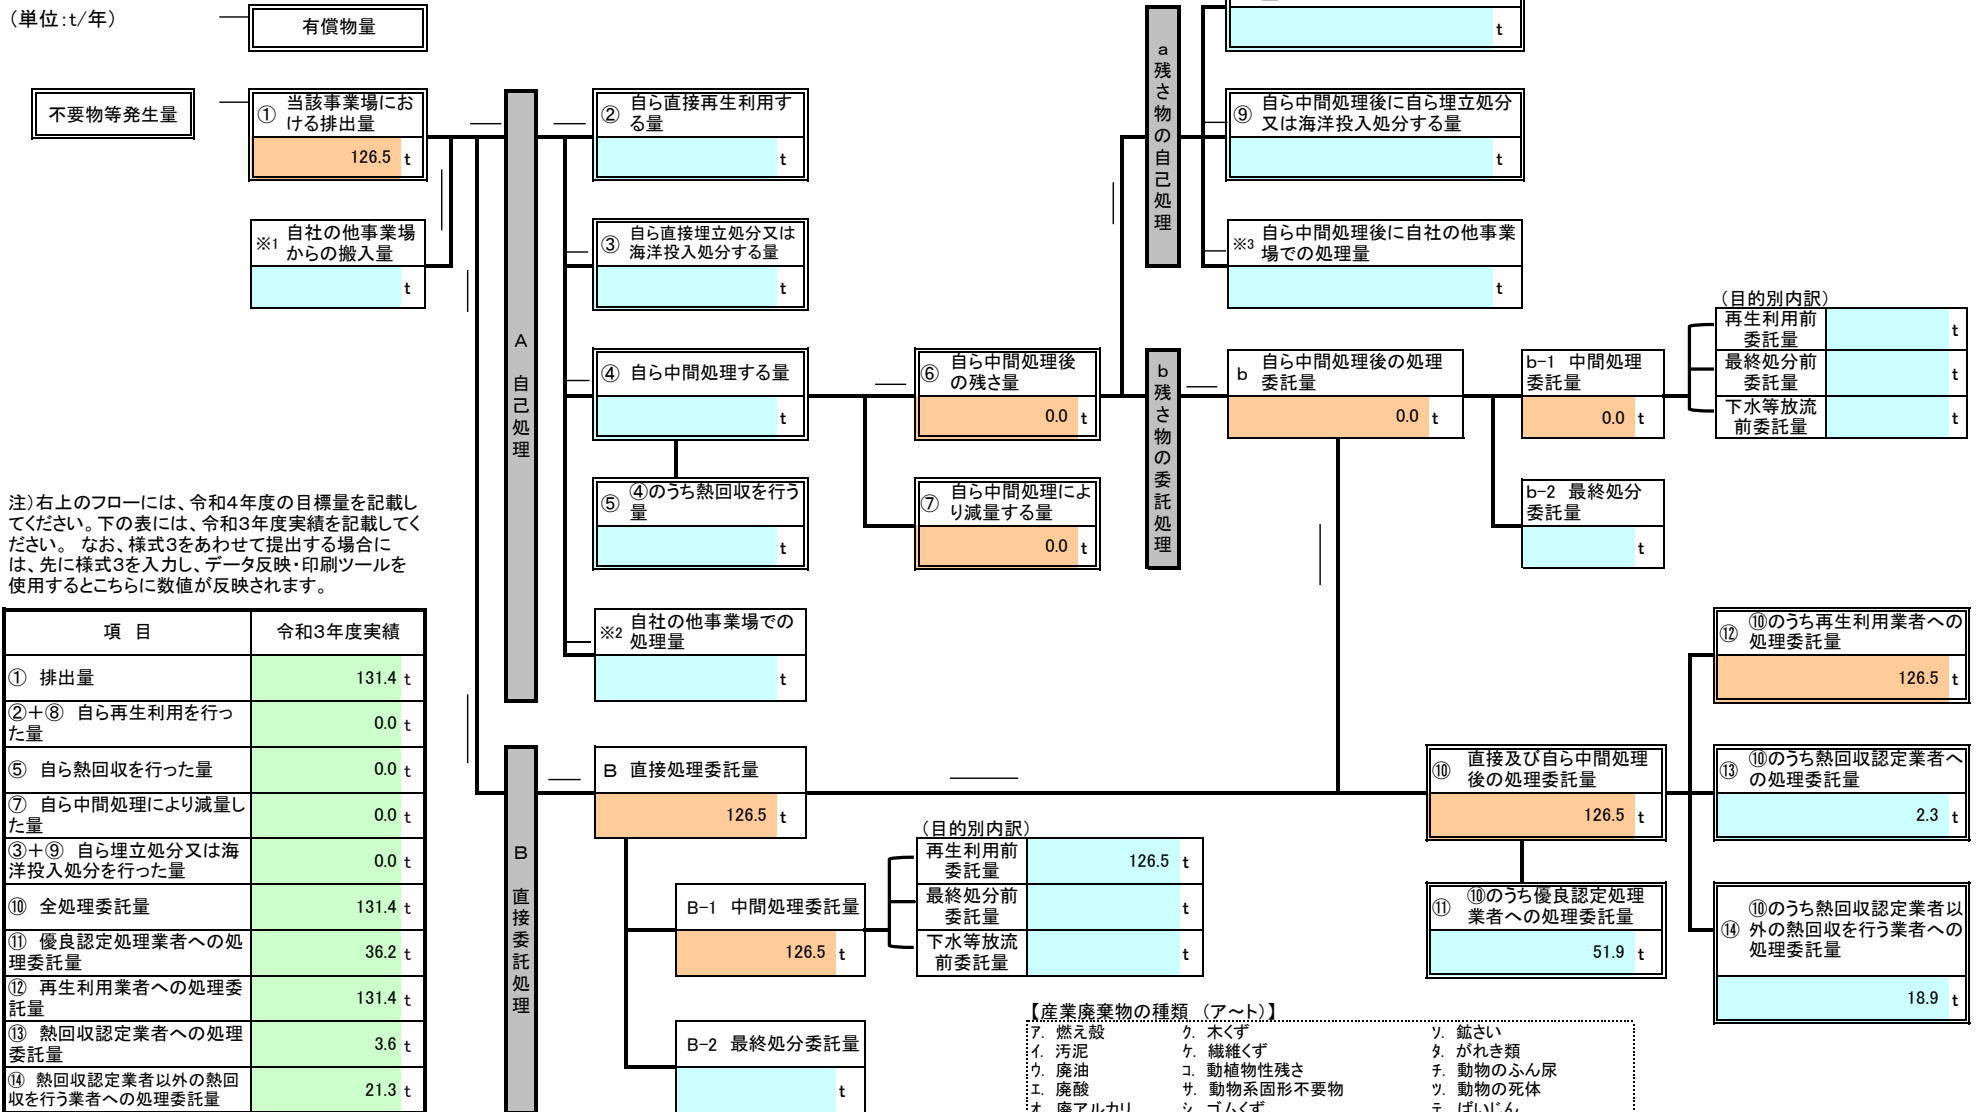 (単位:t/年)
有償物量
不要物等発生量
① 当該事業場にお
ける排出量
126.5 t
※1 自社の他事業場
からの搬入量
t
A 自己処理
② 自ら直接再生利用す
る量
t
③ 自ら直接埋立処分又は
海洋投入処分する量
t
④ 自ら中間処理する量
t
⑤ ④のうち熱回収を行う
量
t
※2 自社の他事業場での
処理量
t
⑥ 自ら中間処理後
の残さ量
0.0 t
⑦ 自ら中間処理によ
り減量する量
0.0 t
a 残さ物の自己処理
t
⑨ 自ら中間処理後に自ら埋立処分
又は海洋投入処分する量
t
※3 自ら中間処理後に自社の他事業
場での処理量
t
b 残さ物の委託処理
b 自ら中間処理後の処理
委託量
0.0 t
b-1 中間処理
委託量
0.0 t
(目的別内訳)
再生利用前
委託量
t
最終処分前
委託量
t
下水等放流
前委託量
t
b-2 最終処分
委託量
t
注)右上のフローには、令和4年度の目標量を記載し
てください。下の表には、令和3年度実績を記載してく
ださい。 なお、様式3をあわせて提出する場合に
は、先に様式3を入力し、データ反映・印刷ツールを
使用するとこちらに数値が反映されます。
項 目 令和3年度実績
① 排出量 131.4 t
②+⑧ 自ら再生利用を行っ
た量 0.0 t
⑤ 自ら熱回収を行った量 0.0 t
⑦ 自ら中間処理により減量し
た量 0.0 t
③+⑨ 自ら埋立処分又は海
洋投入処分を行った量 0.0 t
⑩ 全処理委託量 131.4 t
⑪ 優良認定処理業者への処
理委託量 36.2 t
⑫ 再生利用業者への処理委
託量 131.4 t
⑬ 熱回収認定業者への処理
委託量 3.6 t
⑭ 熱回収認定業者以外の熱回
収を行う業者への処理委託量 21.3 t
B 直接委託処理
B 直接処理委託量
126.5 t
B-1 中間処理委託量
126.5 t
(目的別内訳)
再生利用前
委託量
126.5 t
最終処分前
委託量
t
下水等放流
前委託量
t
B-2 最終処分委託量
t
⑩ 直接及び自ら中間処理
後の処理委託量
126.5 t
⑪ ⑩のうち優良認定処理
業者への処理委託量
51.9 t
⑫ ⑩のうち再生利用業者への
処理委託量
126.5 t
⑬ ⑩のうち熱回収認定業者へ
の処理委託量
2.3 t
⑭ ⑩のうち熱回収認定業者以
外の熱回収を行う業者への
処理委託量
18.9 t
【産業廃棄物の種類 (ア~ト)】
ア. 燃え殻 ク. 木くず ソ. 鉱さい
イ. 汚泥 ケ. 繊維くず タ. がれき類
ウ. 廃油 コ. 動植物性残さ チ. 動物のふん尿
エ. 廃酸 サ. 動物系固形不要物 ツ. 動物の死体
オ. 廃アルカリ シ. ゴムくず テ. ばいじん